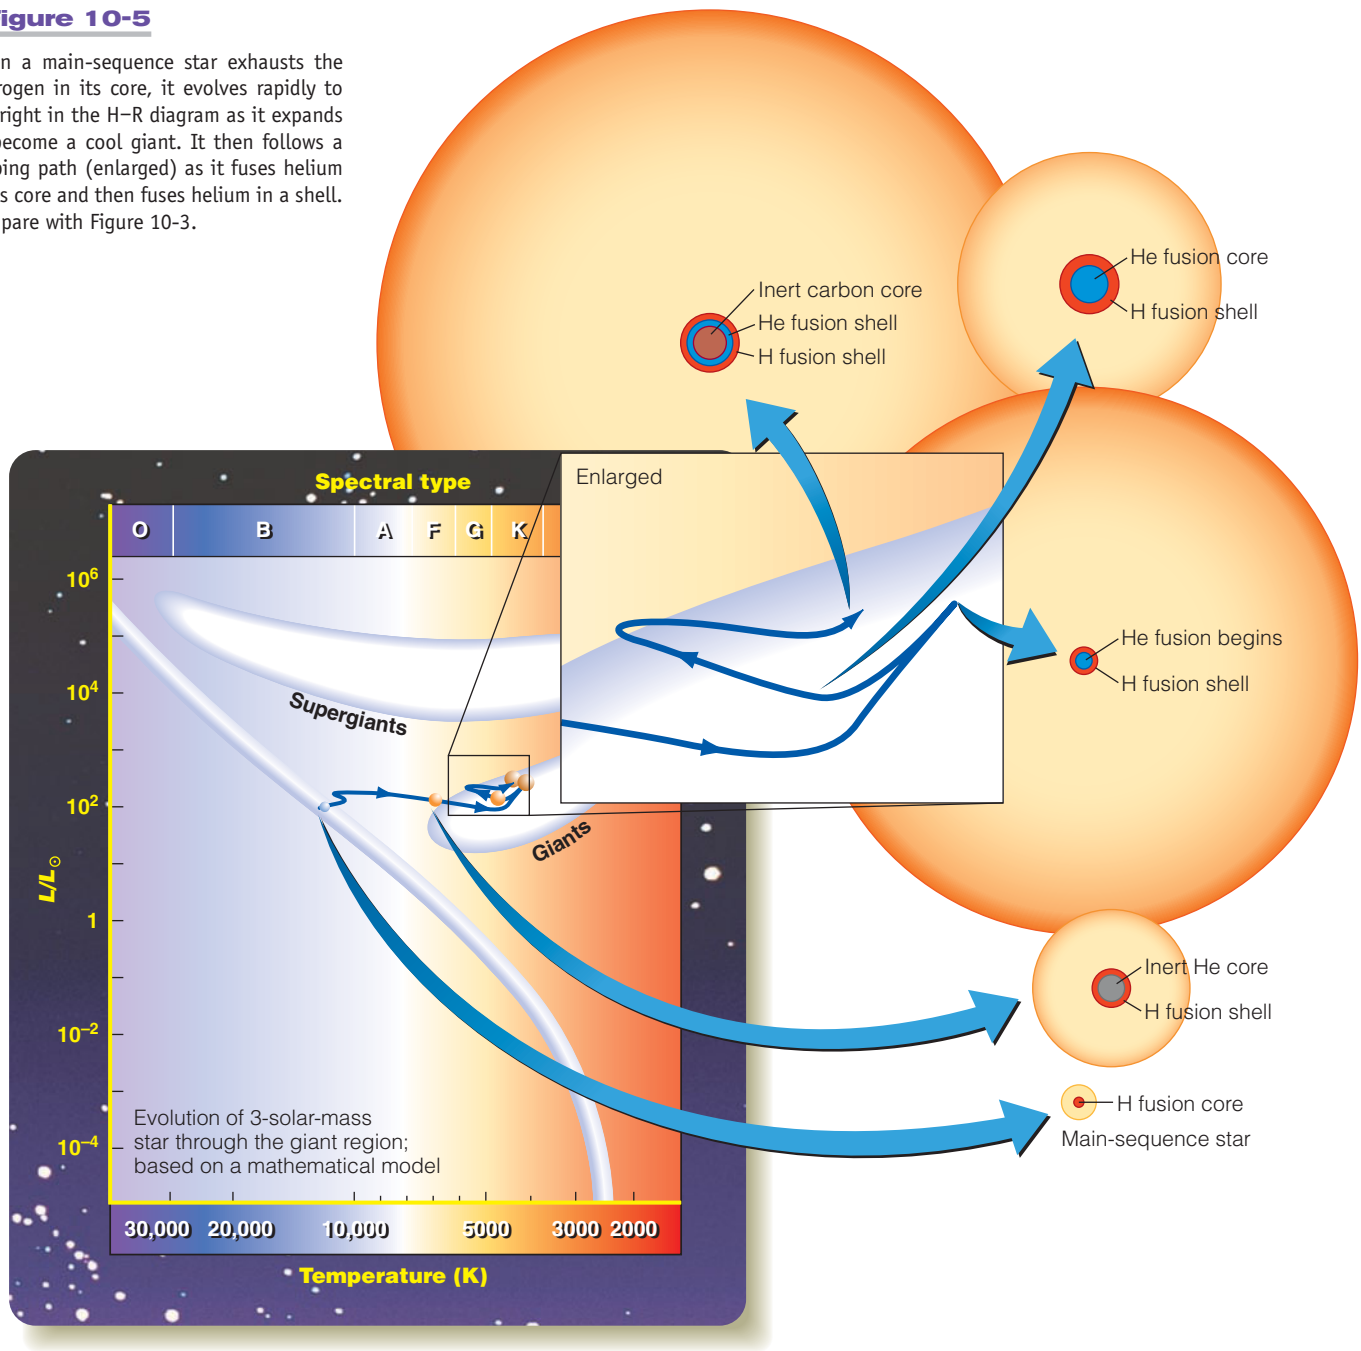 figure 10-5
n a main-sequence star exhausts the
rogen in its core, it evolves rapidly to
right in the H–R diagram as it expands
become a cool giant. It then follows a
ping path (enlarged) as it fuses helium
s core and then fuses helium in a shell.
pare with Figure 10-3.
He fusion core
H fusion shell
Inert carbon core
He fusion shell
H fusion shell
Enlarged
Spectral type
O B A F G K
10⁶
10⁴
10²
1
10⁻²
10⁻⁴
L/L☉
Supergiants
Giants
He fusion begins
H fusion shell
Inert He core
H fusion shell
H fusion core
Main-sequence star
Evolution of 3-solar-mass
star through the giant region;
based on a mathematical model
30,000 20,000 10,000 5000 3000 2000
Temperature (K)